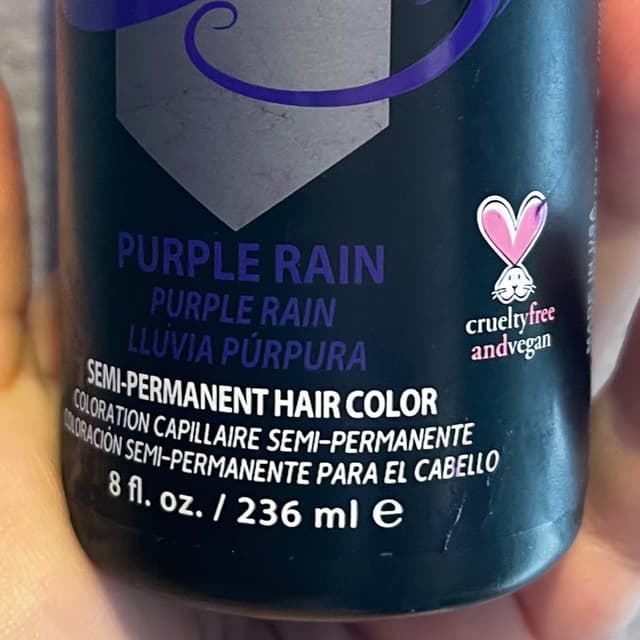 PURPLE RAIN
PURPLE RAIN
LLUVIA PÚRPURA
SEMI-PERMANENT HAIR COLOR
COLORATION CAPILLAIRE SEMI-PERMANENTE
COLORACIÓN SEMI-PERMANENTE PARA EL CABELLO
8 fl. oz. / 236 ml e
crueltyfree
andvegan